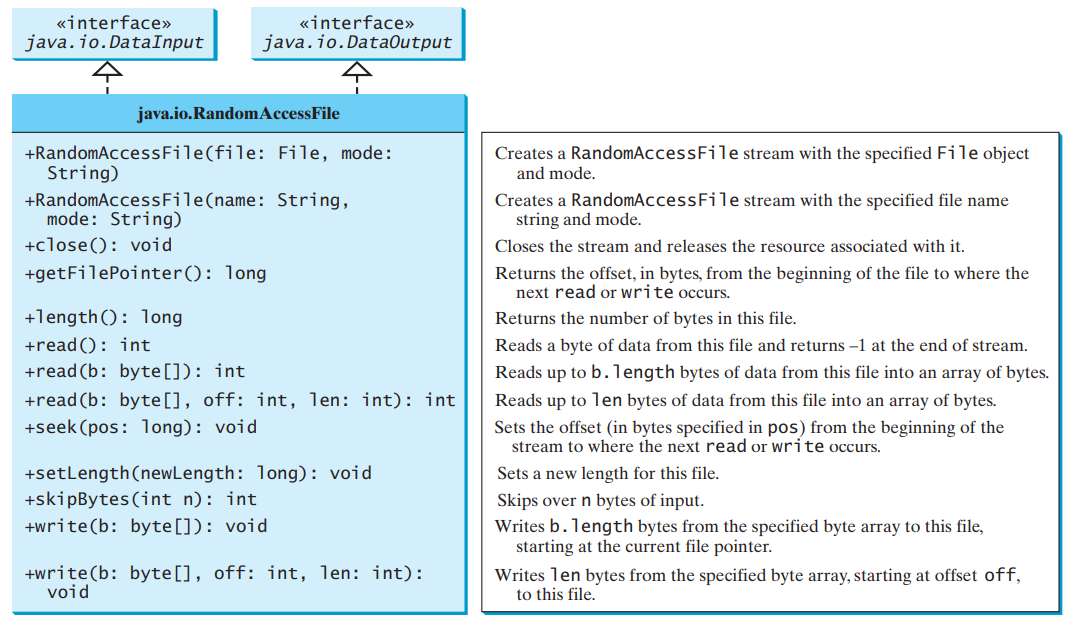 «interface»
java.io.DataInput
«interface»
java.io.DataOutput
java.io.RandomAccessFile
+RandomAccessFile(file: File, mode:
String)
+RandomAccessFile(name: String,
mode: String)
+close(): void
+getFilePointer(): long
+length(): long
+read(): int
+read(b: byte[]): int
+read(b: byte[], off: int, len: int): int
+seek(pos: long): void
+setLength(newLength: long): void
+skipBytes(int n): int
+write(b: byte[]): void
+write(b: byte[], off: int, len: int):
void
Creates a RandomAccessFile stream with the specified File object
and mode.
Creates a RandomAccessFile stream with the specified file name
string and mode.
Closes the stream and releases the resource associated with it.
Returns the offset, in bytes, from the beginning of the file to where the
next read or write occurs.
Returns the number of bytes in this file.
Reads a byte of data from this file and returns –1 at the end of stream.
Reads up to b.length bytes of data from this file into an array of bytes.
Reads up to len bytes of data from this file into an array of bytes.
Sets the offset (in bytes specified in pos) from the beginning of the
stream to where the next read or write occurs.
Sets a new length for this file.
Skips over n bytes of input.
Writes b.length bytes from the specified byte array to this file,
starting at the current file pointer.
Writes len bytes from the specified byte array, starting at offset off,
to this file.